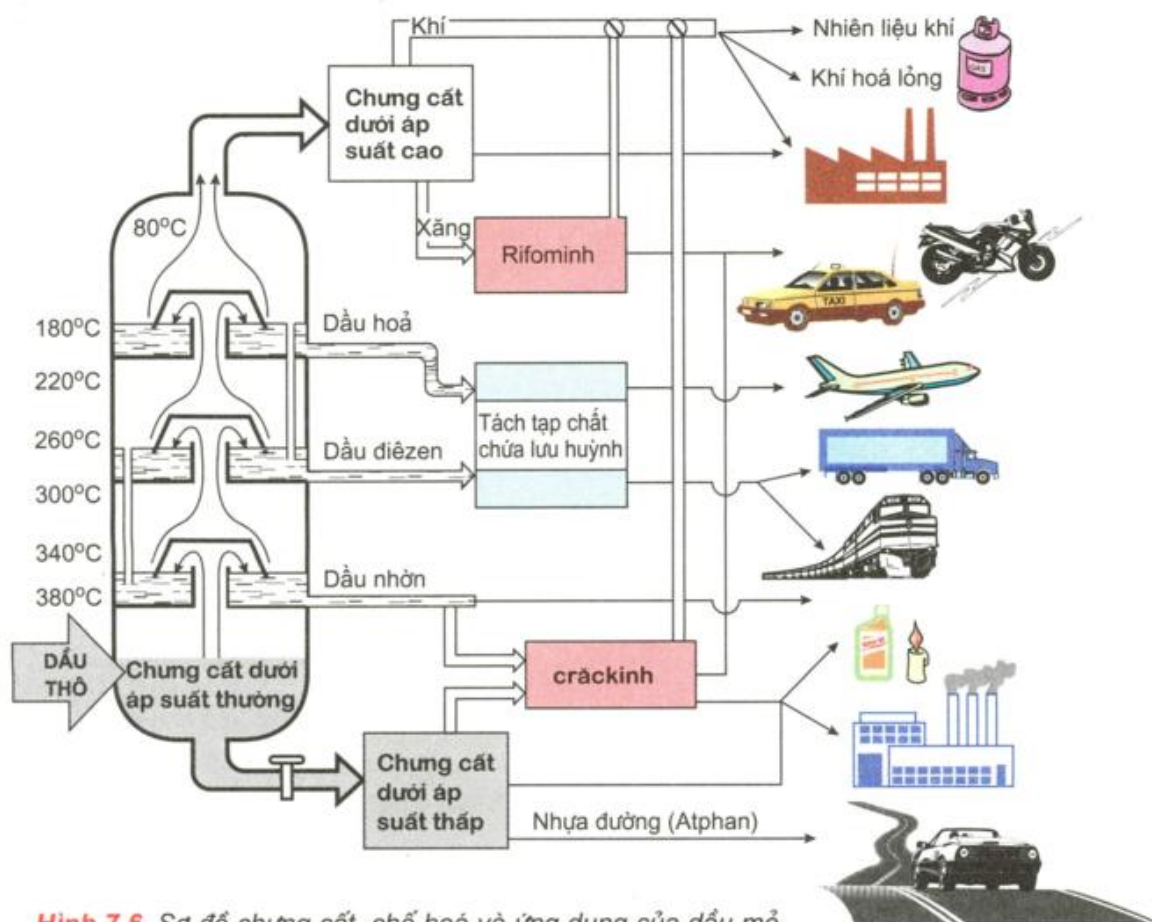 Khí
Nhiên liệu khí
Khí hoá lỏng
GAS
Chưng cất
dưới áp
suất cao
80°C
Xăng
Rifominh
TAXI
180°C
Dầu hoả
220°C
Tách tạp chất
chứa lưu huỳnh
260°C
Dầu điêzen
300°C
340°C
Dầu nhờn
380°C
DẦU
THÔ
Chưng cất dưới
áp suất thường
crăckinh
Chưng cất
dưới áp
suất thấp
Nhựa đường (Atphan)
Hình 7.6. Sơ đồ chưng cất, chế hoá và ứng dụng của dầu mỏ